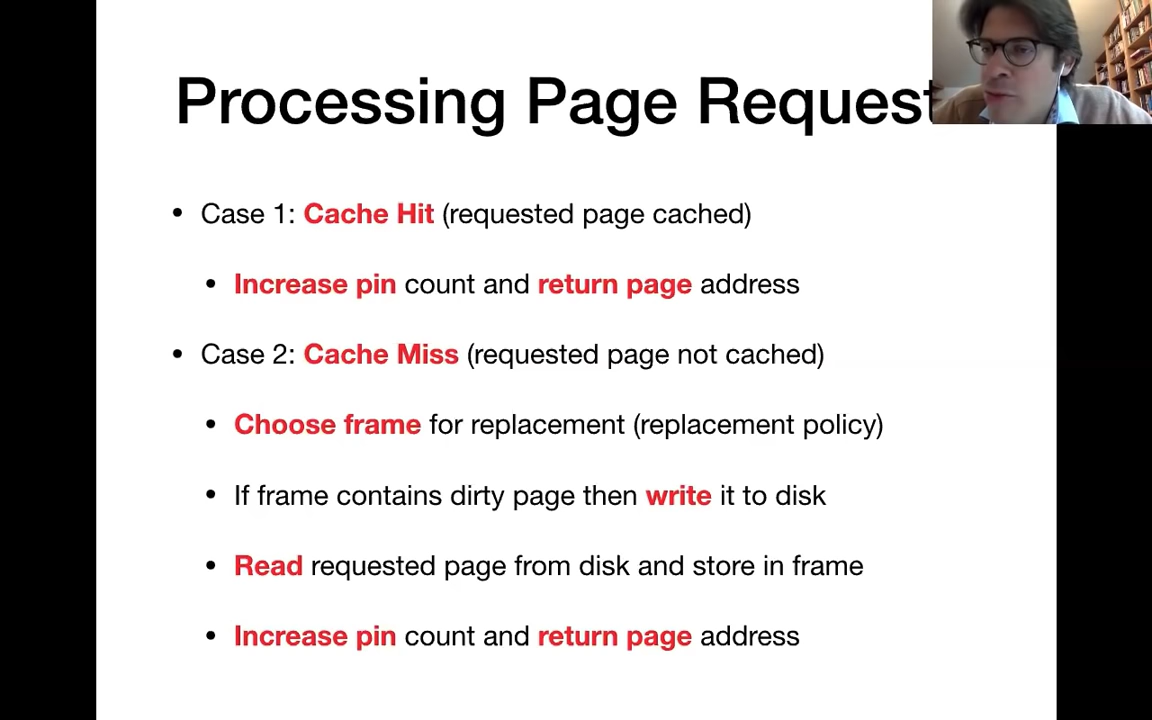 Processing Page Request
• Case 1: Cache Hit (requested page cached)
• Increase pin count and return page address
• Case 2: Cache Miss (requested page not cached)
• Choose frame for replacement (replacement policy)
• If frame contains dirty page then write it to disk
• Read requested page from disk and store in frame
• Increase pin count and return page address